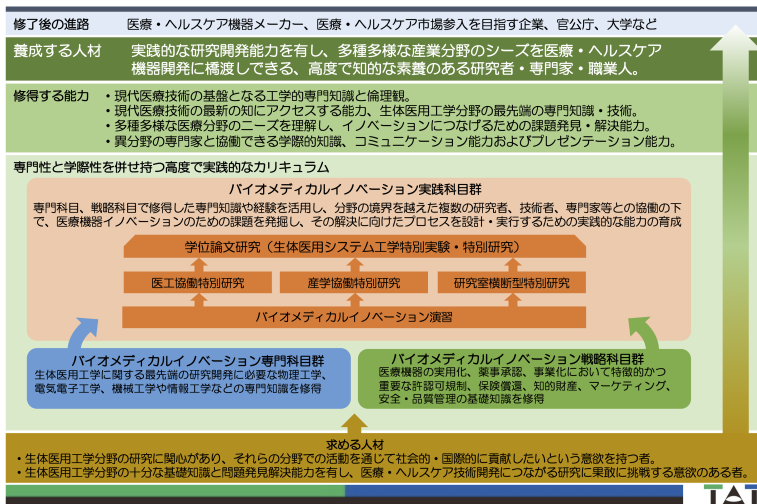 修了後の進路　医療・ヘルスケア機器メーカー、医療・ヘルスケア市場参入を目指す企業、官公庁、大学など
養成する人材　実践的な研究開発能力を有し、多種多様な産業分野のシーズを医療・ヘルスケア
機器開発に橋渡しできる、高度で知的な素養のある研究者・専門家・職業人。
修得する能力　・現代医療技術の基盤となる工学的専門知識と倫理観。
・現代医療技術の最新の知にアクセスする能力、生体医用工学分野の最先端の専門知識・技術。
・多種多様な医療分野のニーズを理解し、イノベーションにつなげるための課題発見・解決能力。
・異分野の専門家と協働できる学際的知識、コミュニケーション能力およびプレゼンテーション能力。
専門性と学際性を併せ持つ高度で実践的なカリキュラム
バイオメディカルイノベーション実践科目群
専門科目、戦略科目で修得した専門知識や経験を活用し、分野の境界を越えた複数の研究者、技術者、専門家等との協働の下
で、医療機器イノベーションのための課題を発掘し、その解決に向けたプロセスを設計・実行するための実践的な能力の育成
学位論文研究（生体医用システム工学特別実験・特別研究）
医工協働特別研究　産学協働特別研究　研究室横断型特別研究
バイオメディカルイノベーション演習
バイオメディカルイノベーション専門科目群
生体医用工学に関する最先端の研究開発に必要な物理工学、
電気電子工学、機械工学や情報工学などの専門知識を修得
バイオメディカルイノベーション戦略科目群
医療機器の実用化、薬事承認、事業化において特徴的かつ
重要な許認可規制、保険償還、知的財産、マーケティング、
安全・品質管理の基礎知識を修得
求める人材
・生体医用工学分野の研究に関心があり、それらの分野での活動を通じて社会的・国際的に貢献したいという意欲を持つ者。
・生体医用工学分野の十分な基礎知識と問題発見解決能力を有し、医療・ヘルスケア技術開発につながる研究に果敢に挑戦する意欲のある者。